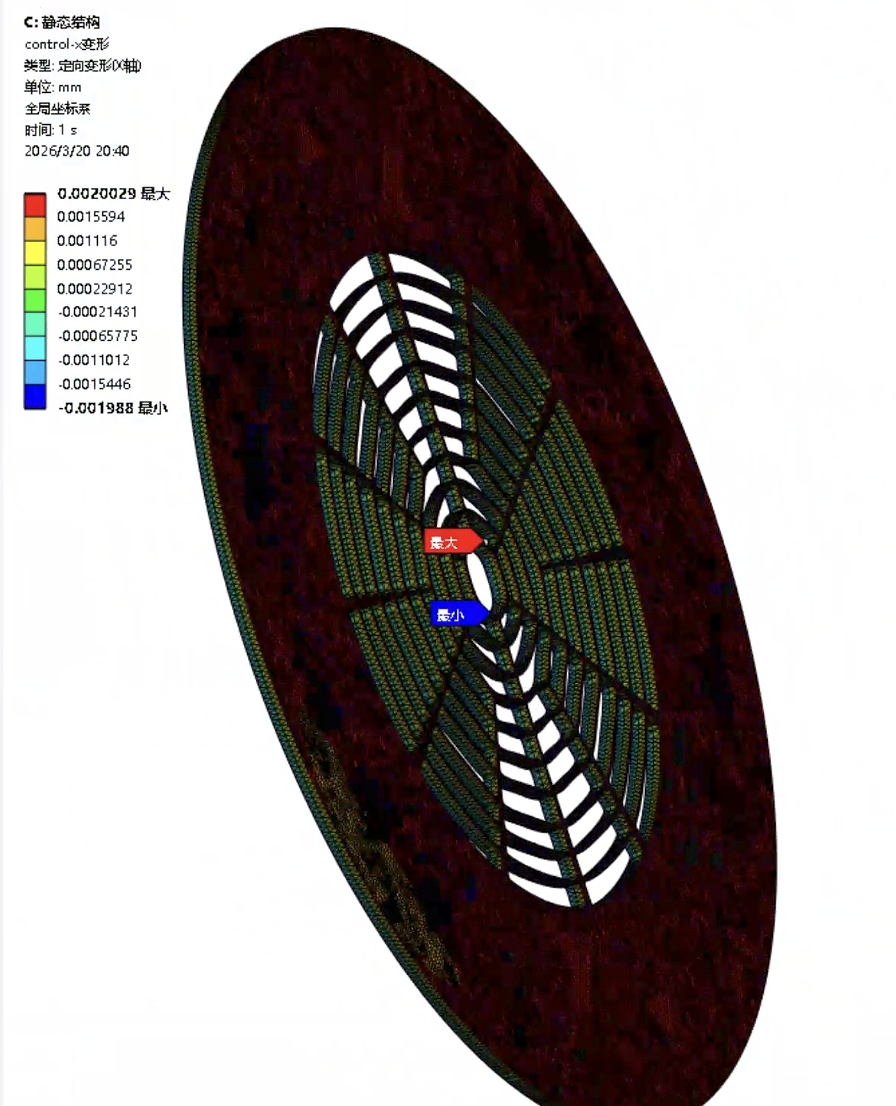 C: 静态结构
control-x变形
类型: 定向变形(X轴)
单位: mm
全局坐标系
时间: 1 s
2026/3/20 20:40
0.0020029 最大
0.0015594
0.001116
0.00067255
0.00022912
-0.00021431
-0.00065775
-0.0011012
-0.0015446
-0.001988 最小
最大
最小